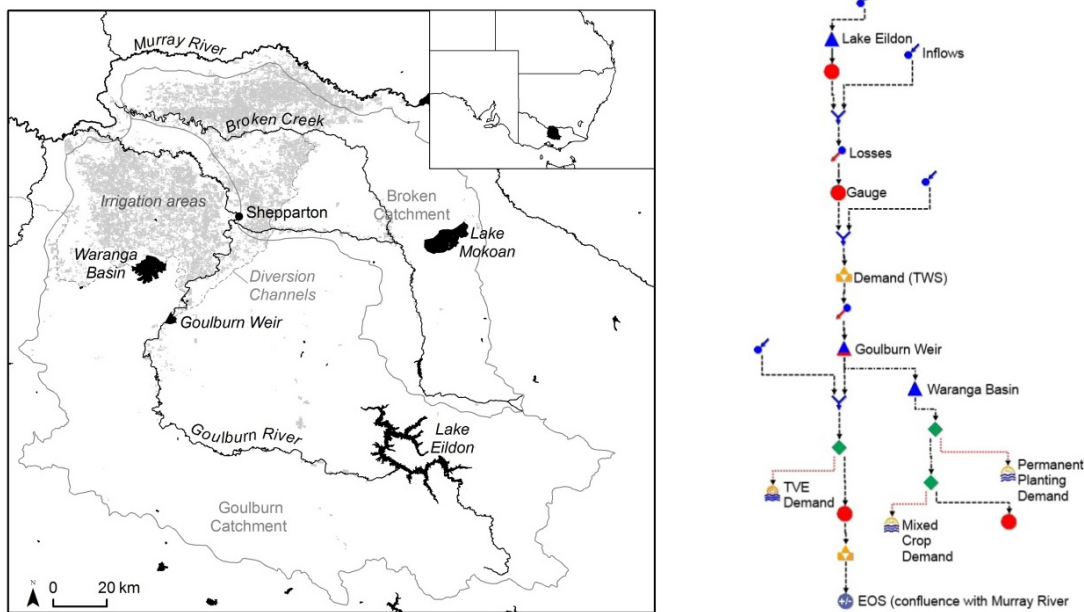 Murray River
Broken Creek
Irrigation areas
Shepparton
Broken
Catchment
Lake
Mokoan
Waranga
Basin
Diversion
Channels
Goulburn Weir
Goulburn River
Lake
Eildon
Goulburn
Catchment
N
0 20 km
Lake Eildon
Inflows
Losses
Gauge
Demand (TWS)
Goulburn Weir
Waranga Basin
TVE
Demand
Permanent
Planting
Demand
Mixed
Crop
Demand
EOS (confluence with Murray River